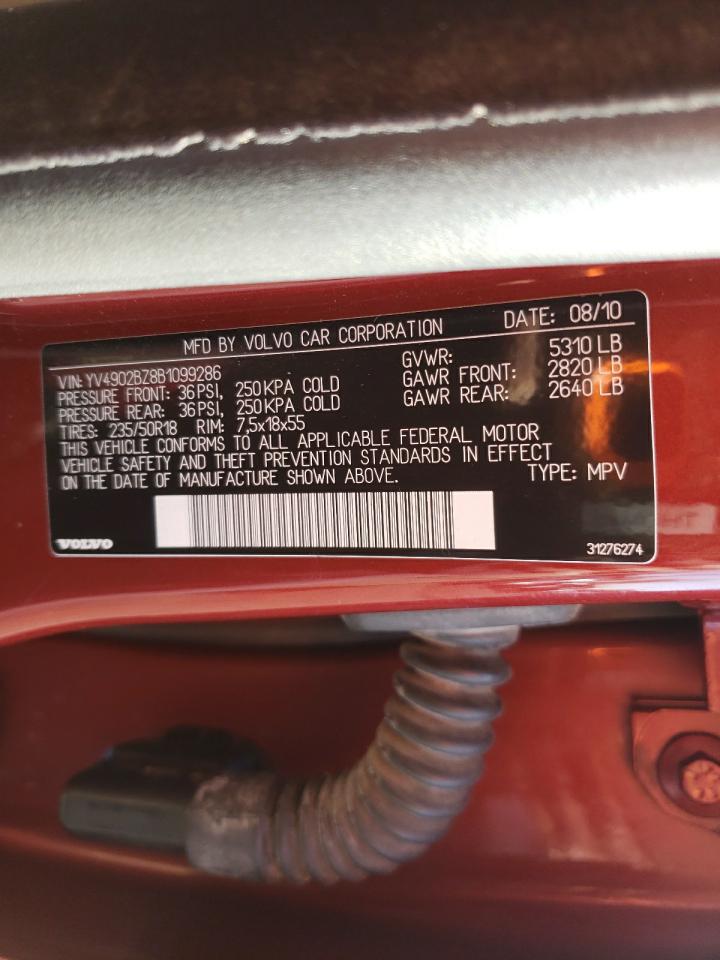 MFD BY VOLVO CAR CORPORATION DATE: 08/10
VIN: YV4902BZ8B1099286 GVWR: 5310 LB
PRESSURE FRONT: 36PSI, 250KPA COLD GAWR FRONT: 2820 LB
PRESSURE REAR: 36PSI, 250KPA COLD GAWR REAR: 2640 LB
TIRES: 235/50R18 RIM: 7,5x18x55
THIS VEHICLE CONFORMS TO ALL APPLICABLE FEDERAL MOTOR
VEHICLE SAFETY AND THEFT PREVENTION STANDARDS IN EFFECT
ON THE DATE OF MANUFACTURE SHOWN ABOVE. TYPE: MPV
VOLVO 31276274